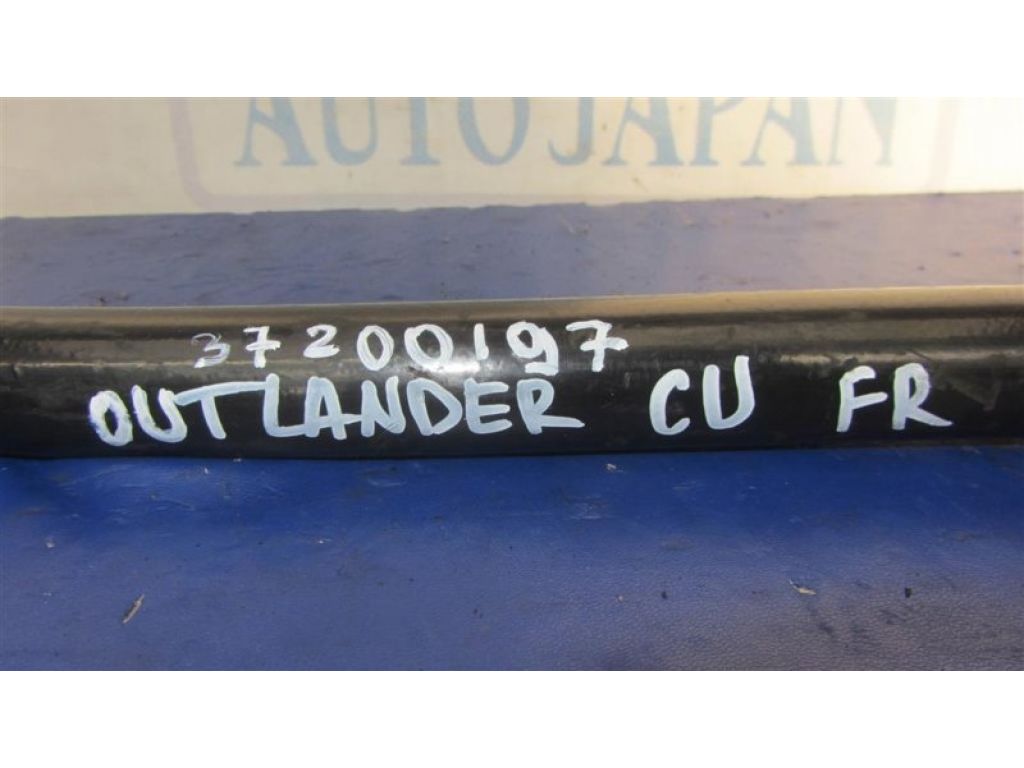 AUTOJAPAN
37200197
OUTLANDER CU FR